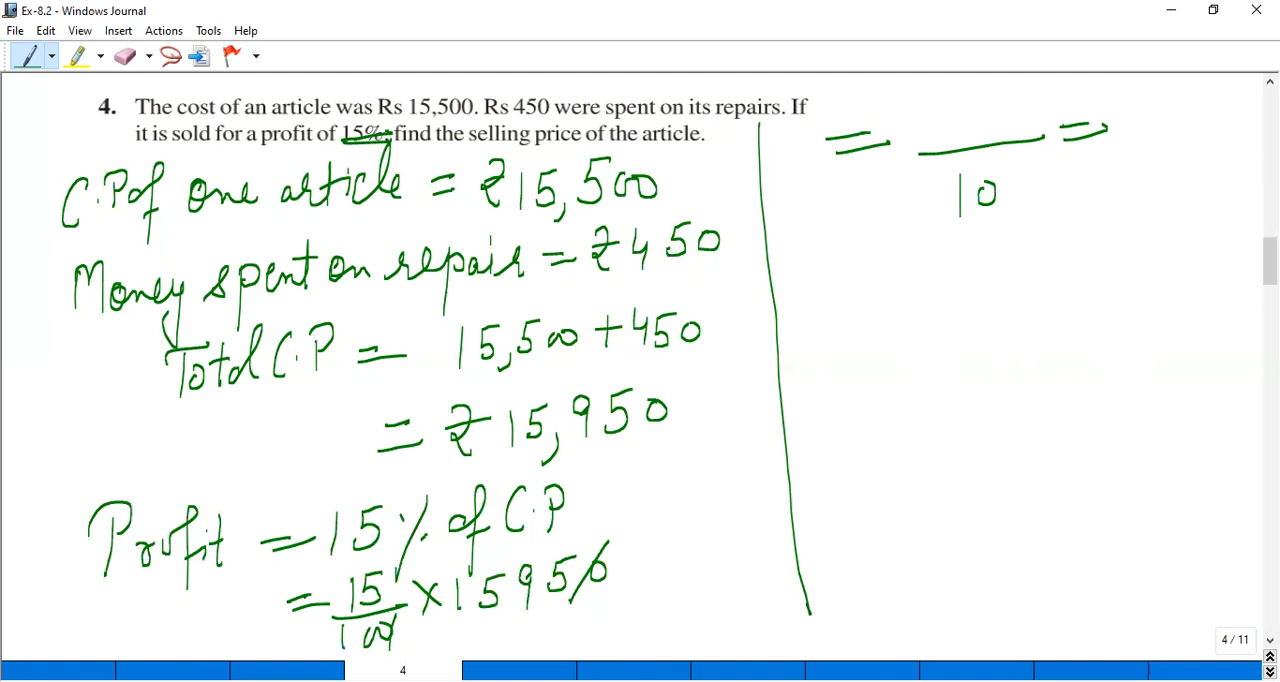 Ex-8.2 - Windows Journal
File Edit View Insert Actions Tools Help
4. The cost of an article was Rs 15,500. Rs 450 were spent on its repairs. If
it is sold for a profit of 15%, find the selling price of the article.
C.P of one article = ₹15,500
Money spent on repair = ₹450
Total C.P = 15,500 + 450
= ₹15,950
Profit = 15% of C.P
= 15/100 × 15950
= ___ =
10
4 / 11
4